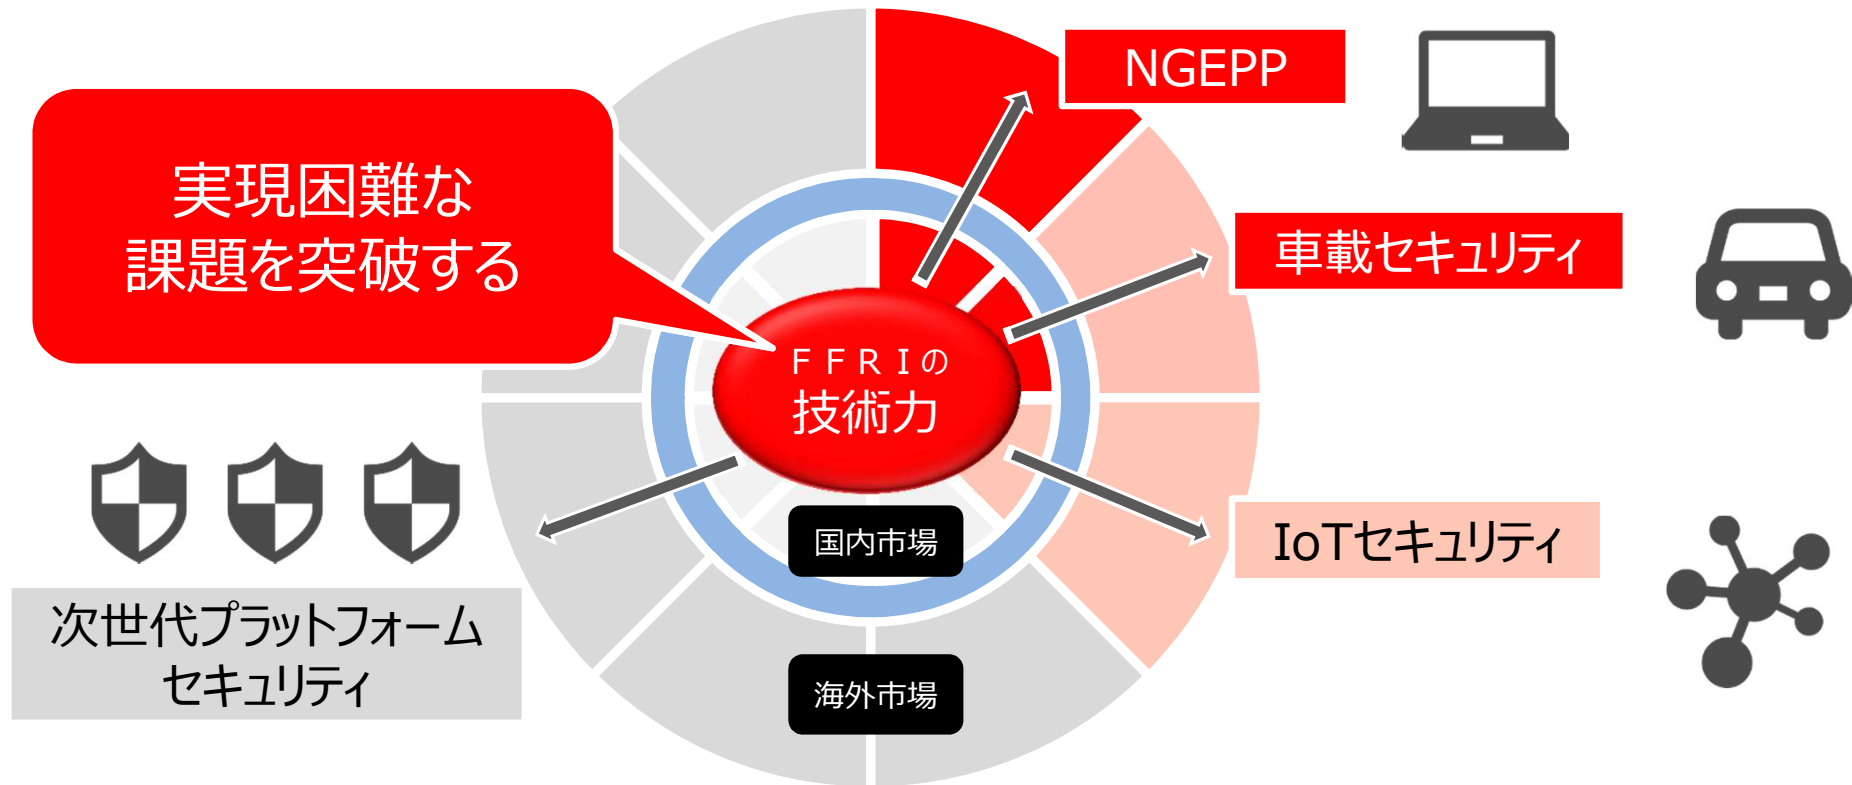 実現困難な
課題を突破する
NGEPP
車載セキュリティ
ＦＦＲＩの
技術力
国内市場
IoTセキュリティ
次世代プラットフォーム
セキュリティ
海外市場